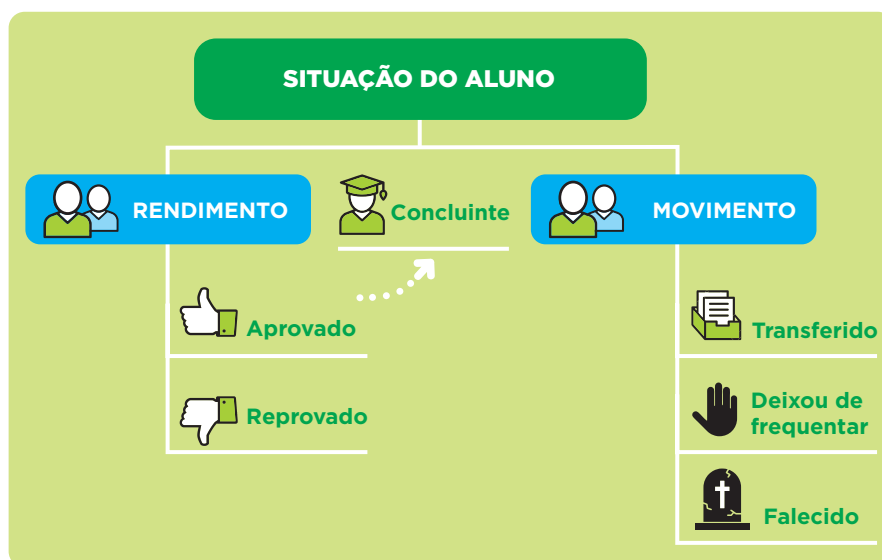 SITUAÇÃO DO ALUNO
RENDIMENTO
Concluinte
MOVIMENTO
Aprovado
Reprovado
Transferido
Deixou de
frequentar
Falecido